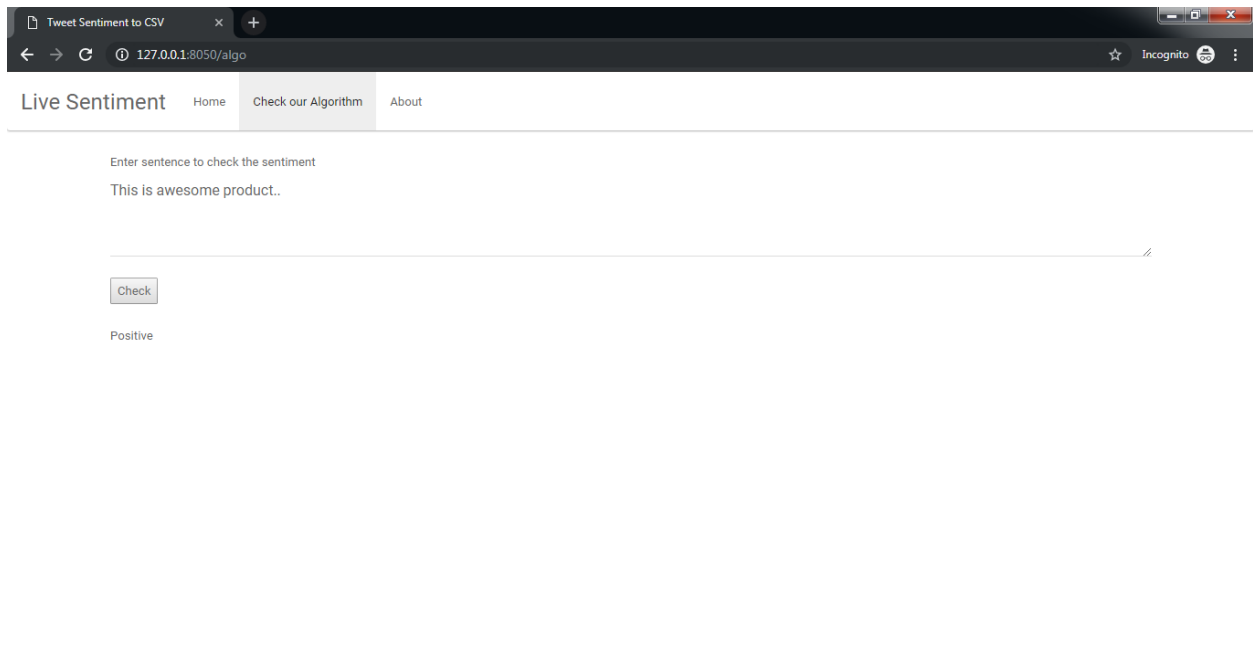 Tweet Sentiment to CSV
127.0.0.1:8050/algo
Incognito
Live Sentiment Home Check our Algorithm About
Enter sentence to check the sentiment
This is awesome product..
Check
Positive